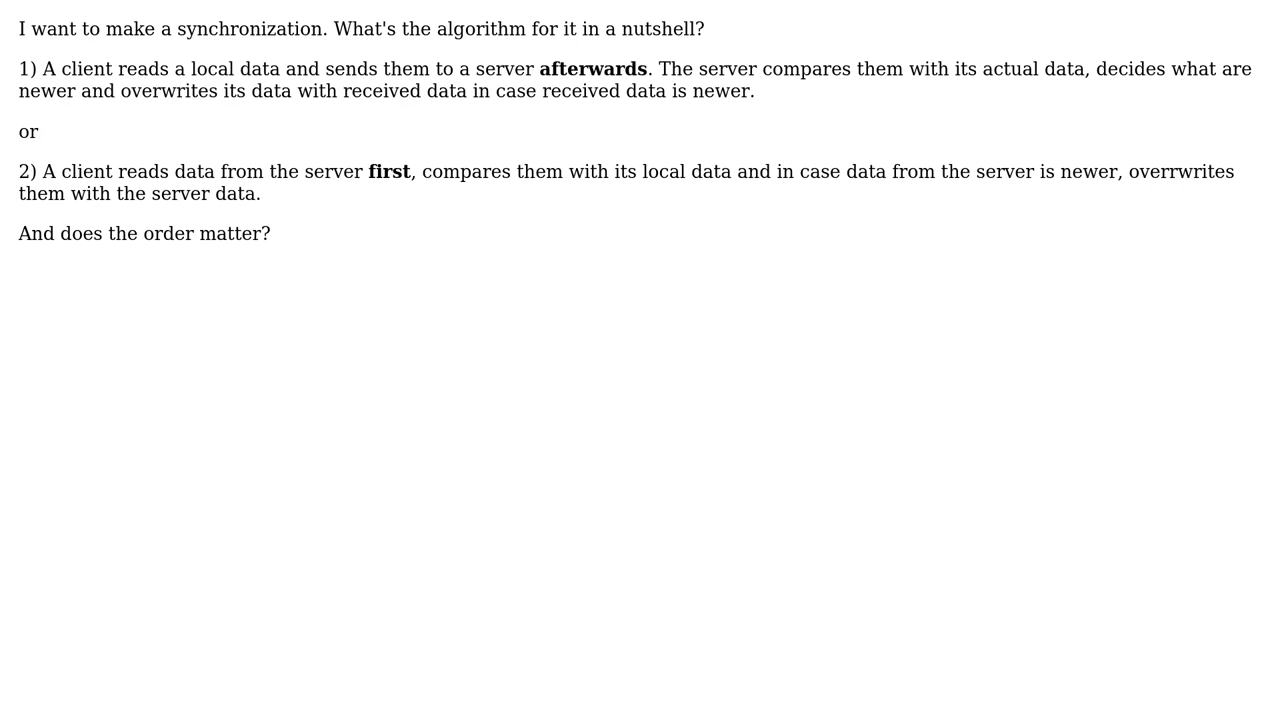 I want to make a synchronization. What's the algorithm for it in a nutshell?
1) A client reads a local data and sends them to a server afterwards. The server compares them with its actual data, decides what are
newer and overwrites its data with received data in case received data is newer.
or
2) A client reads data from the server first, compares them with its local data and in case data from the server is newer, overrwrites
them with the server data.
And does the order matter?